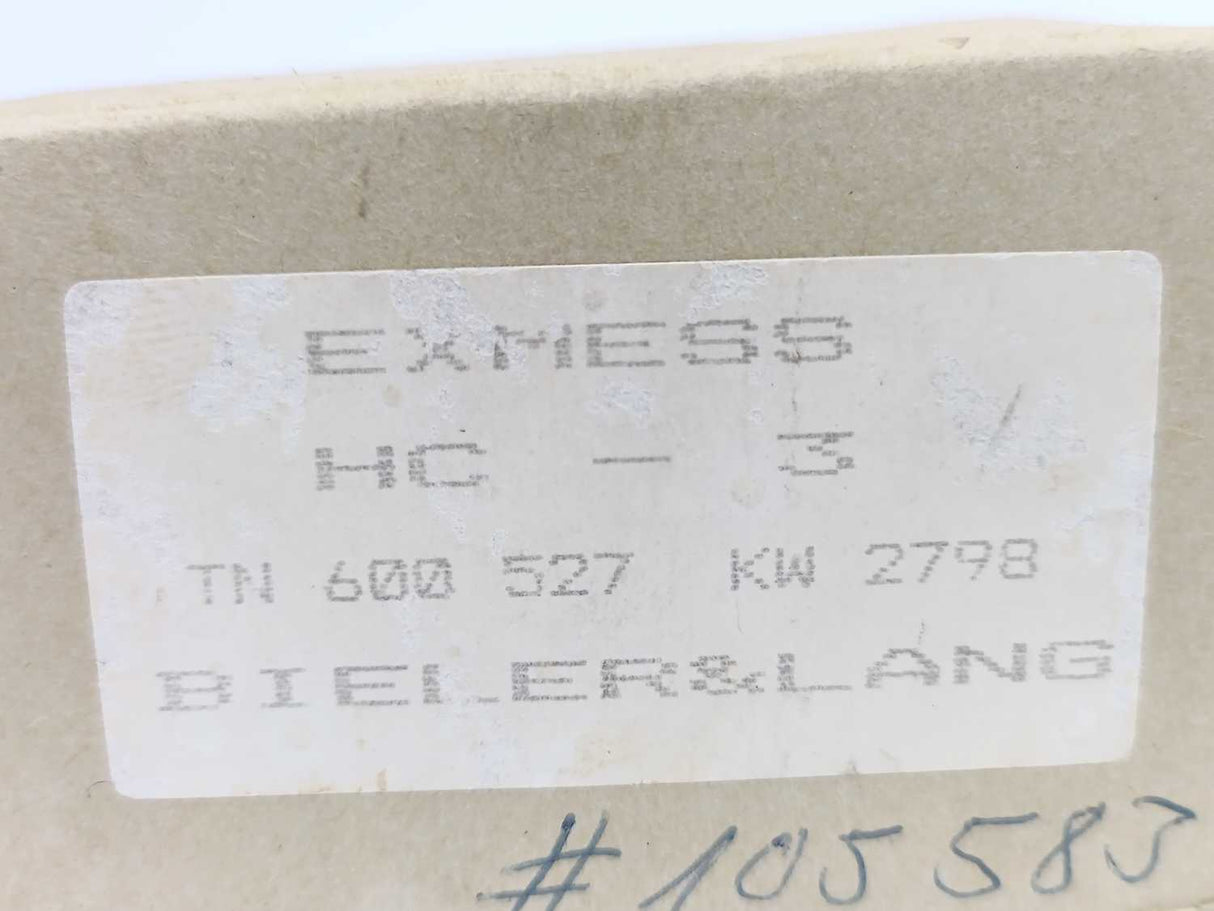 EXMESS
HC - 3
TN 600 527 KW 2798
BIELER&LANG
#105583